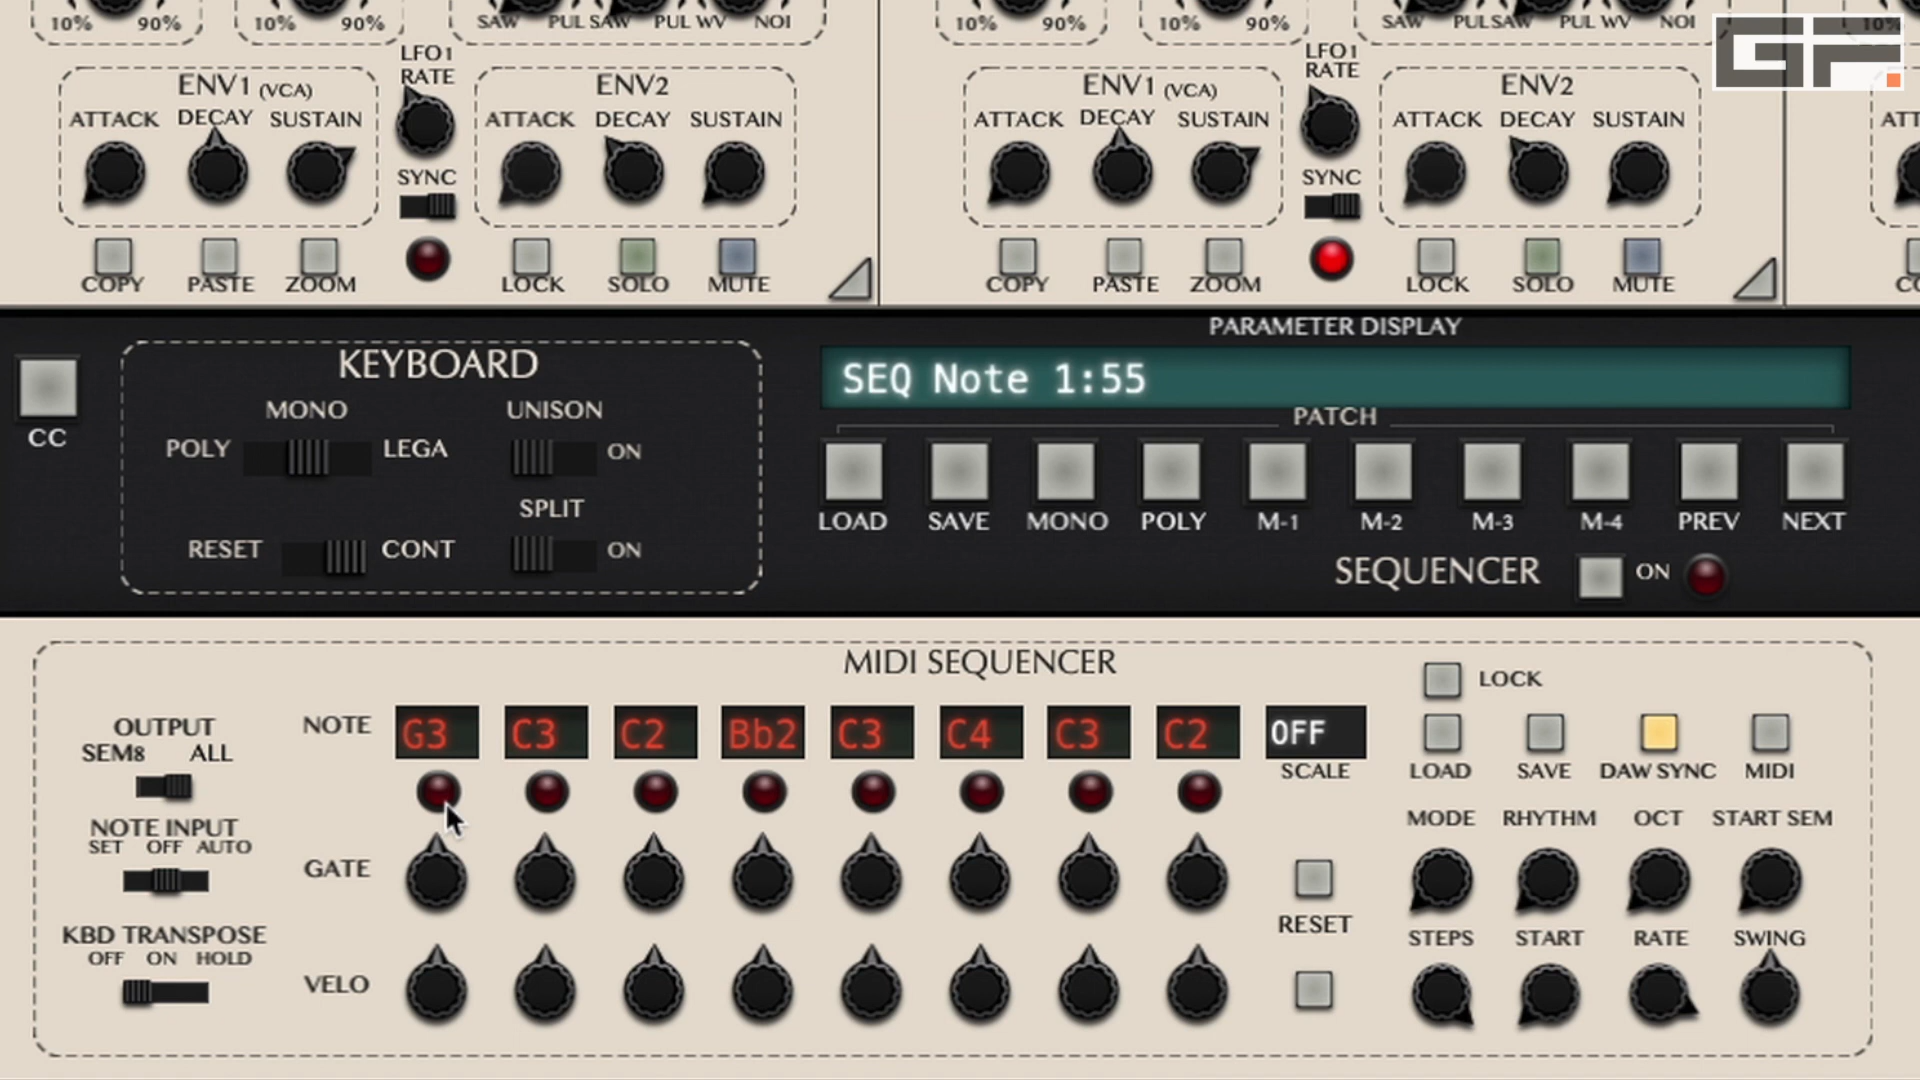 10% 90% 10% 90% SAW PUL SAW PUL WV NOI 10% 90% 10% 90% SAW PUL SAW PUL WV NOI 10%
GF
LFO1 RATE LFO1 RATE
ENV1 (VCA) ENV2 ENV1 (VCA) ENV2
ATTACK DECAY SUSTAIN ATTACK DECAY SUSTAIN ATTACK DECAY SUSTAIN ATTACK DECAY SUSTAIN
SYNC SYNC
COPY PASTE ZOOM LOCK SOLO MUTE COPY PASTE ZOOM LOCK SOLO MUTE
PARAMETER DISPLAY
SEQ Note 1:55
CC
KEYBOARD
MONO UNISON
POLY LEGA ON
SPLIT
RESET CONT ON
PATCH
LOAD SAVE MONO POLY M-1 M-2 M-3 M-4 PREV NEXT
SEQUENCER ON
MIDI SEQUENCER
OUTPUT
SEM8 ALL
NOTE INPUT
SET OFF AUTO
KBD TRANSPOSE
OFF ON HOLD
NOTE G3 C3 C2 Bb2 C3 C4 C3 C2 OFF
SCALE
GATE
RESET
VELO
LOCK
LOAD SAVE DAW SYNC MIDI
MODE RHYTHM OCT START SEM
STEPS START RATE SWING